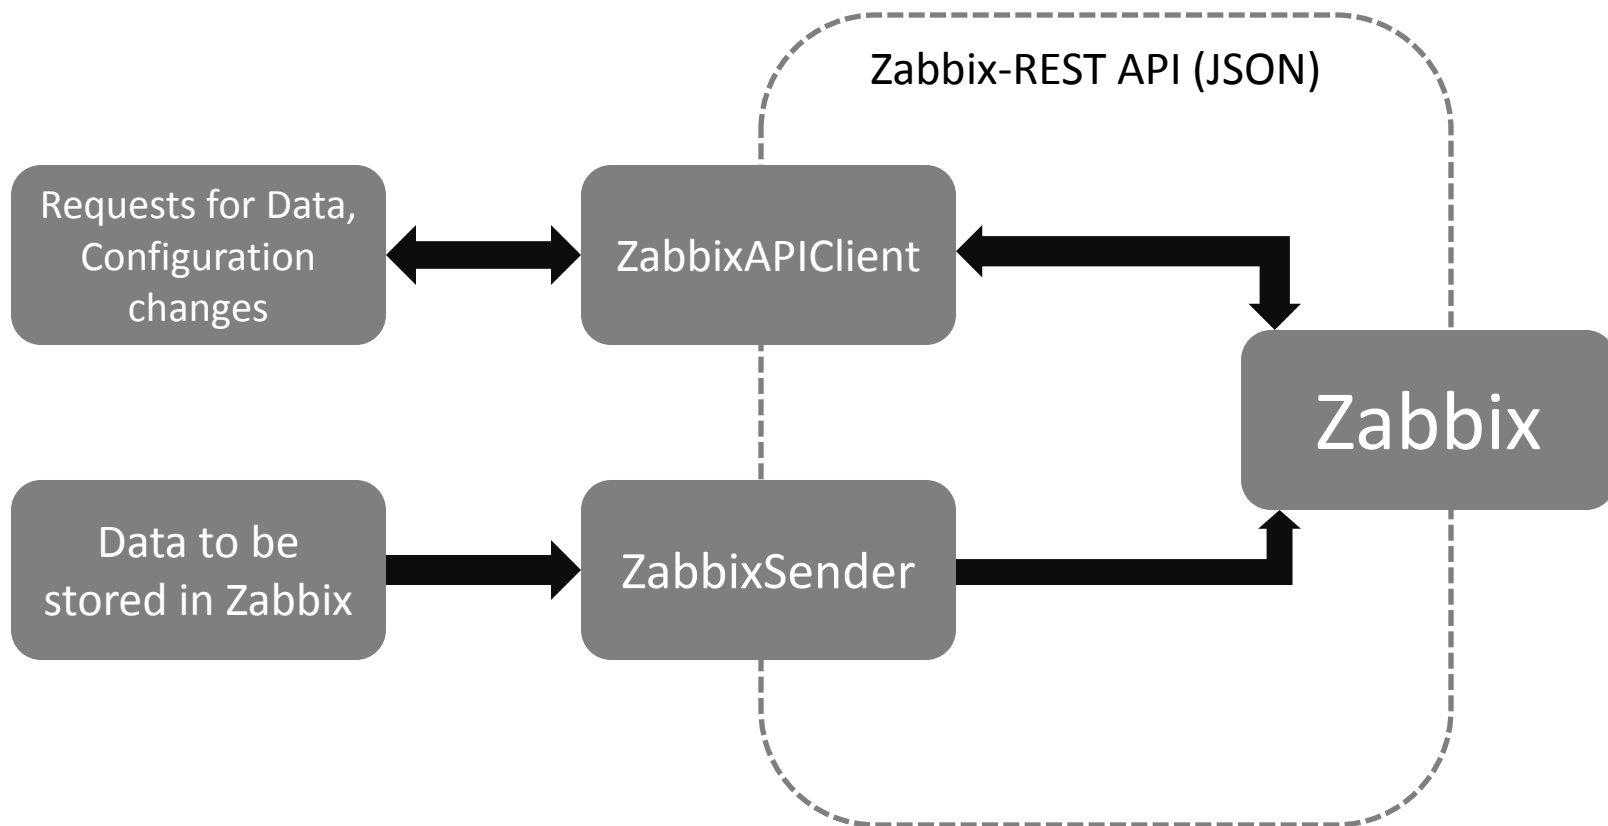 Zabbix-REST API (JSON)
Requests for Data,
Configuration
changes
ZabbixAPIClient
Zabbix
Data to be
stored in Zabbix
ZabbixSender